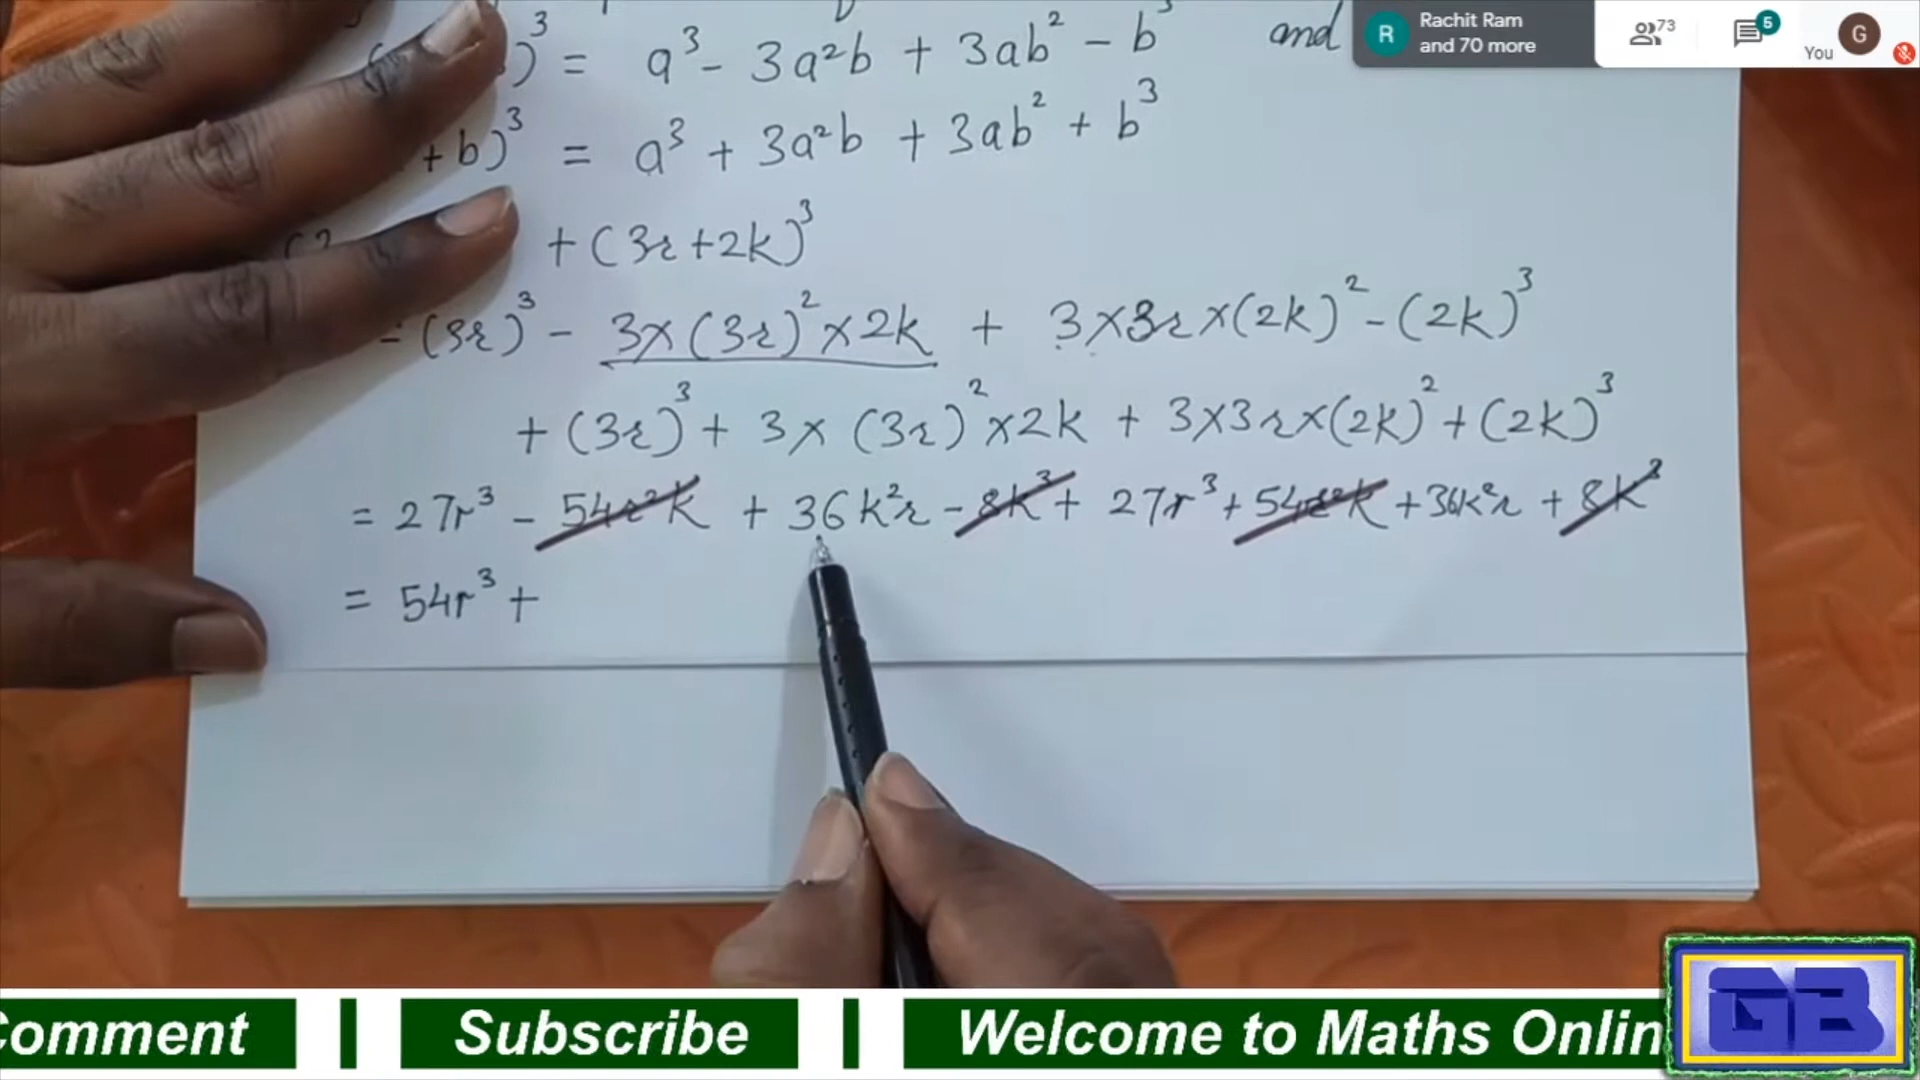 )³ = a³ - 3a²b + 3ab² - b³ and
+ b)³ = a³ + 3a²b + 3ab² + b³
+ (3r + 2k)³
= (3r)³ - 3×(3r)²×2k + 3×3r×(2k)² - (2k)³
+ (3r)³ + 3×(3r)²×2k + 3×3r×(2k)² + (2k)³
= 27r³ - 54r²k + 36k²r - 8k³ + 27r³ + 54r²k + 36k²r + 8k³
= 54r³ +
R Rachit Ram and 70 more
73
5
You G
Comment | Subscribe | Welcome to Maths Onlin
GB